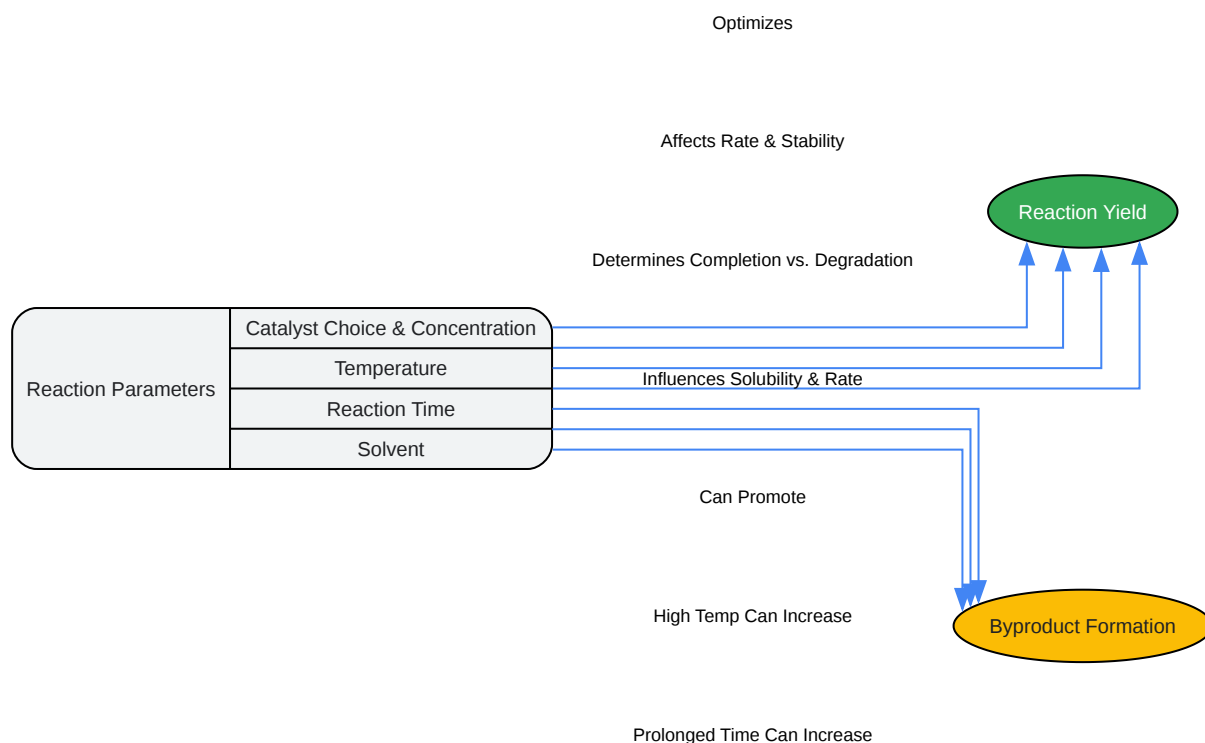 Optimizes
Affects Rate & Stability
Reaction Yield
Determines Completion vs. Degradation
Reaction Parameters
Catalyst Choice & Concentration
Temperature
Reaction Time
Solvent
Influences Solubility & Rate
Can Promote
High Temp Can Increase
Byproduct Formation
Prolonged Time Can Increase